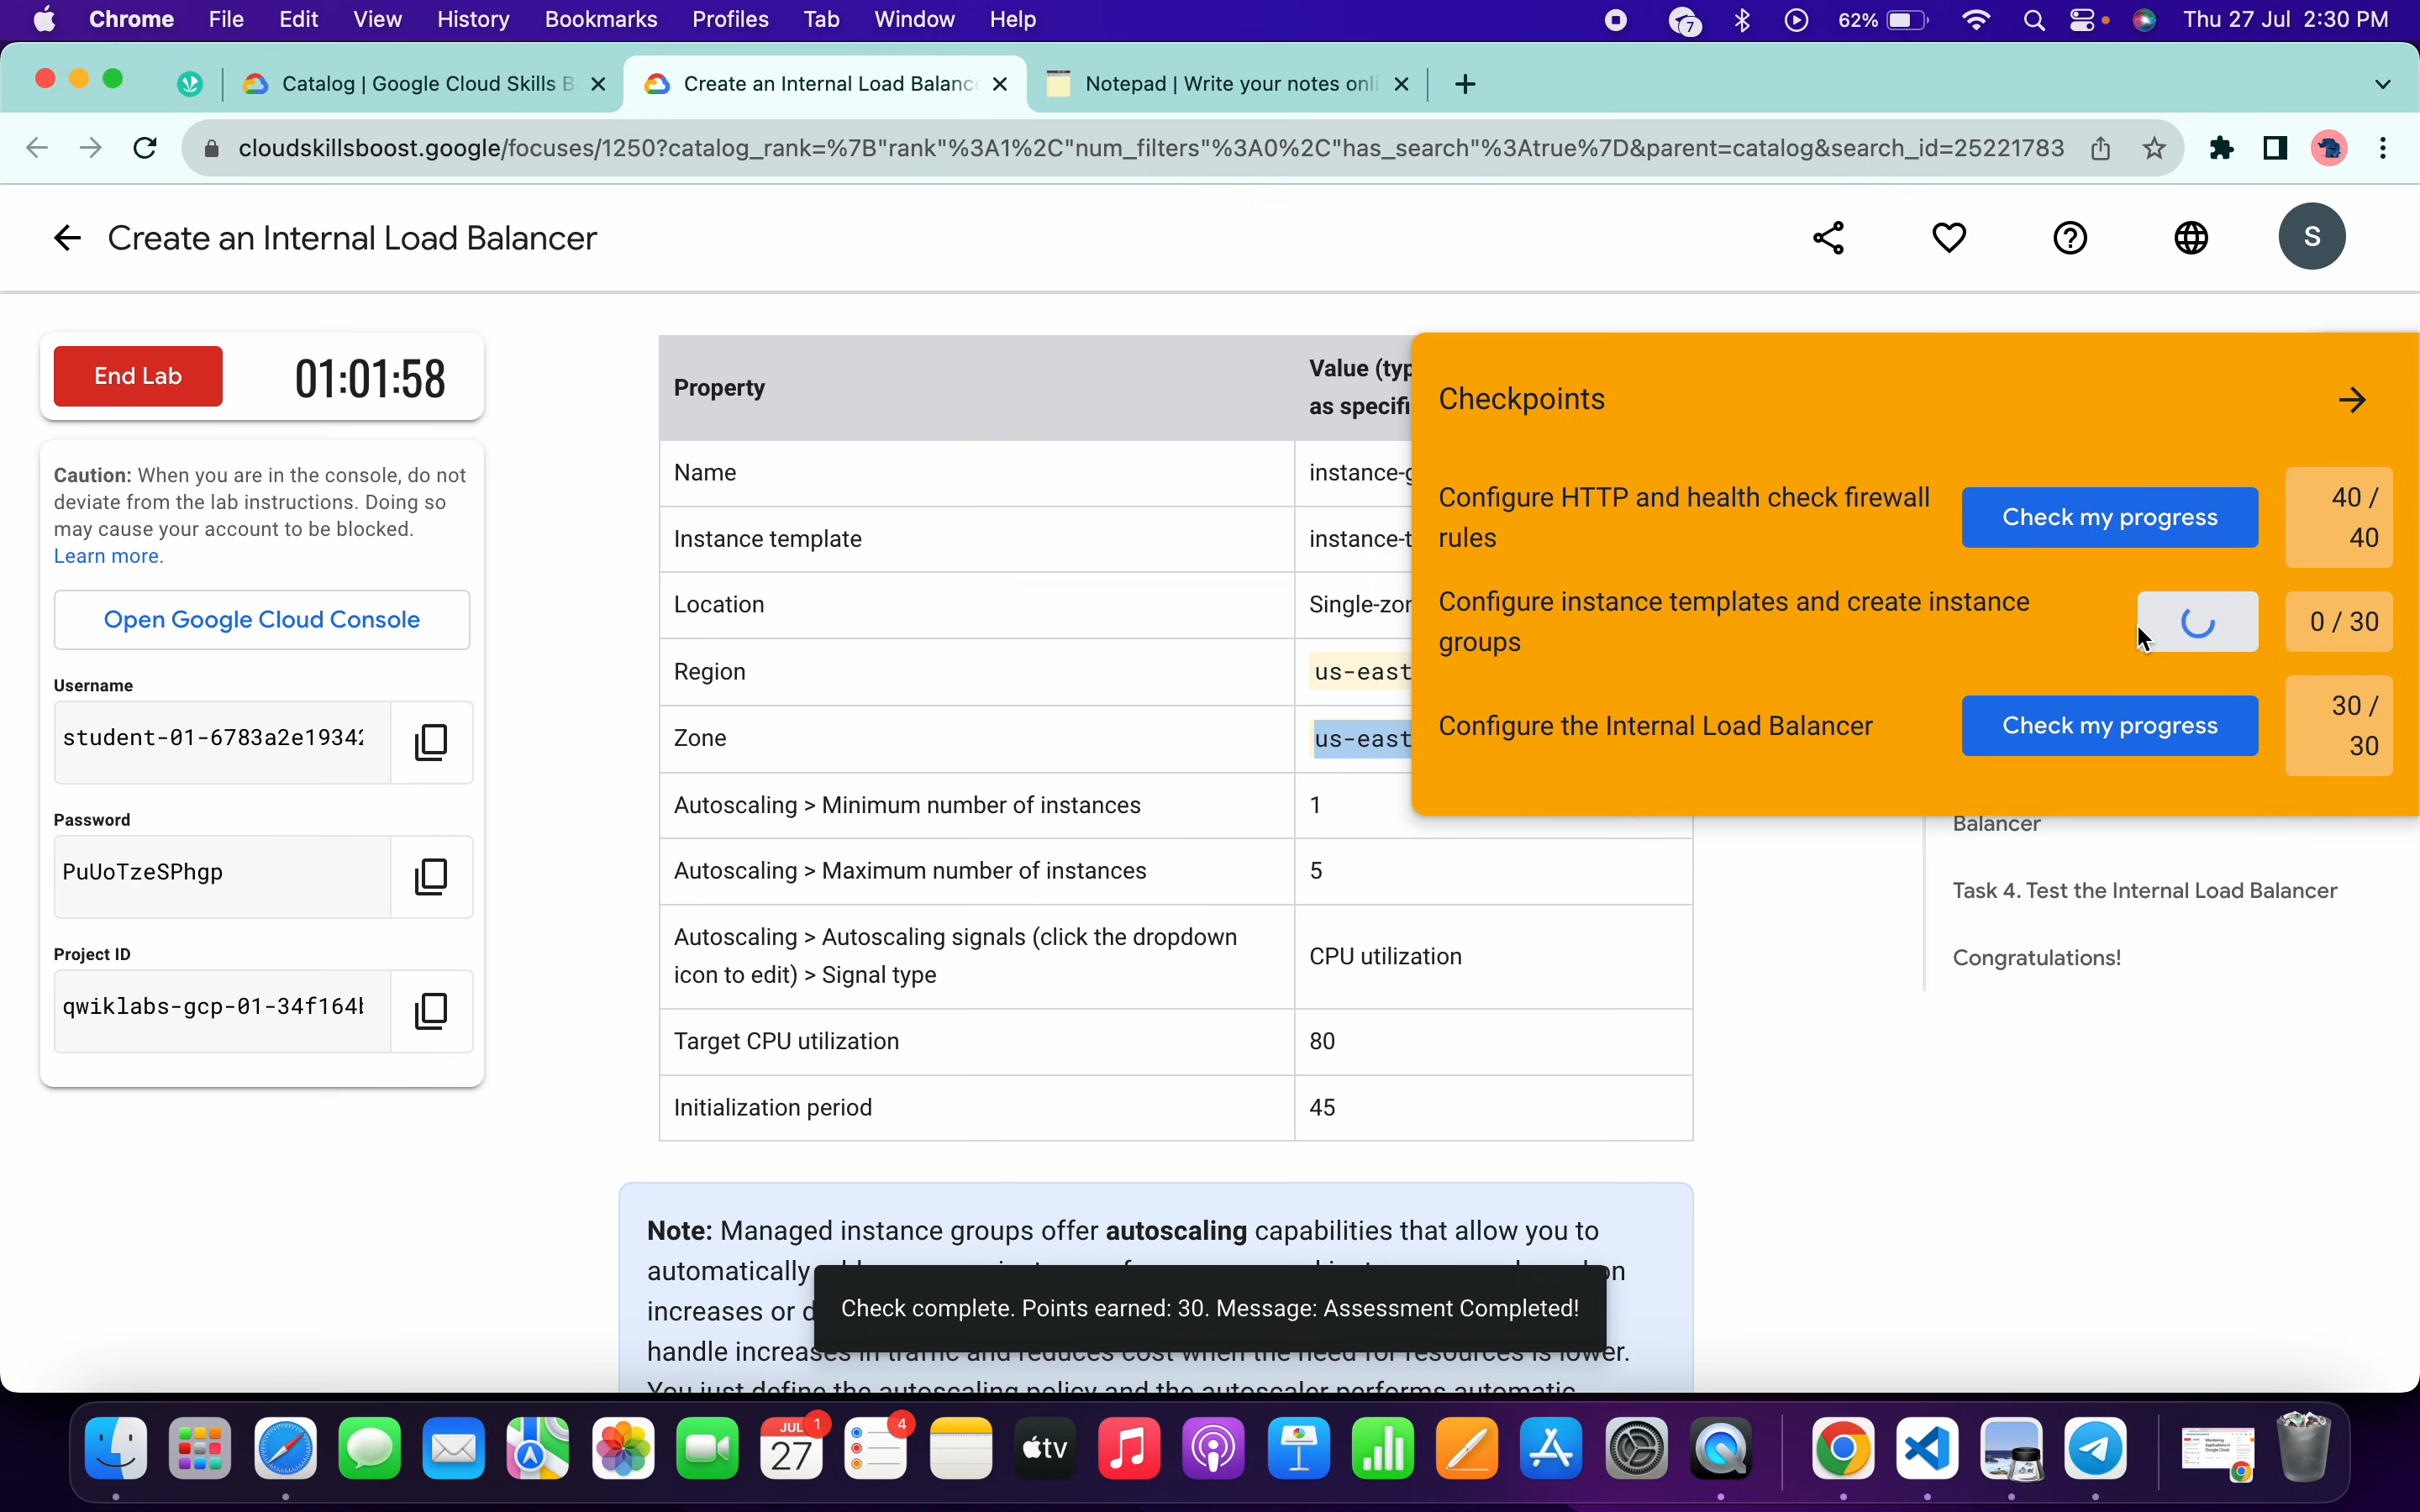 Chrome File Edit View History Bookmarks Profiles Tab Window Help 7 62% Thu 27 Jul 2:30 PM
Catalog | Google Cloud Skills B Create an Internal Load Balanc Notepad | Write your notes onli
cloudskillsboost.google/focuses/1250?catalog_rank=%7B"rank"%3A1%2C"num_filters"%3A0%2C"has_search"%3Atrue%7D&parent=catalog&search_id=25221783
Create an Internal Load Balancer
S
End Lab 01:01:58
Caution: When you are in the console, do not
deviate from the lab instructions. Doing so
may cause your account to be blocked.
Learn more.
Open Google Cloud Console
Username
student-01-6783a2e1934
Password
PuUoTzeSPhgp
Project ID
qwiklabs-gcp-01-34f164
Property
Value (typ
as specifi
Name instance-g
Instance template instance-t
Location Single-zon
Region us-east
Zone us-east
Autoscaling > Minimum number of instances 1
Autoscaling > Maximum number of instances 5
Autoscaling > Autoscaling signals (click the dropdown
icon to edit) > Signal type
CPU utilization
Target CPU utilization 80
Initialization period 45
Checkpoints
Configure HTTP and health check firewall
rules
Check my progress
40 /
40
Configure instance templates and create instance
groups
0 / 30
Configure the Internal Load Balancer
Check my progress
30 /
30
Balancer
Task 4. Test the Internal Load Balancer
Congratulations!
Note: Managed instance groups offer autoscaling capabilities that allow you to
automatically
increases or d
handle increases in traffic and reduces cost when the need for resources is lower.
You just define the autoscaling policy and the autoscaler performs automatic
Check complete. Points earned: 30. Message: Assessment Completed!
JUL
27
1
4
tv